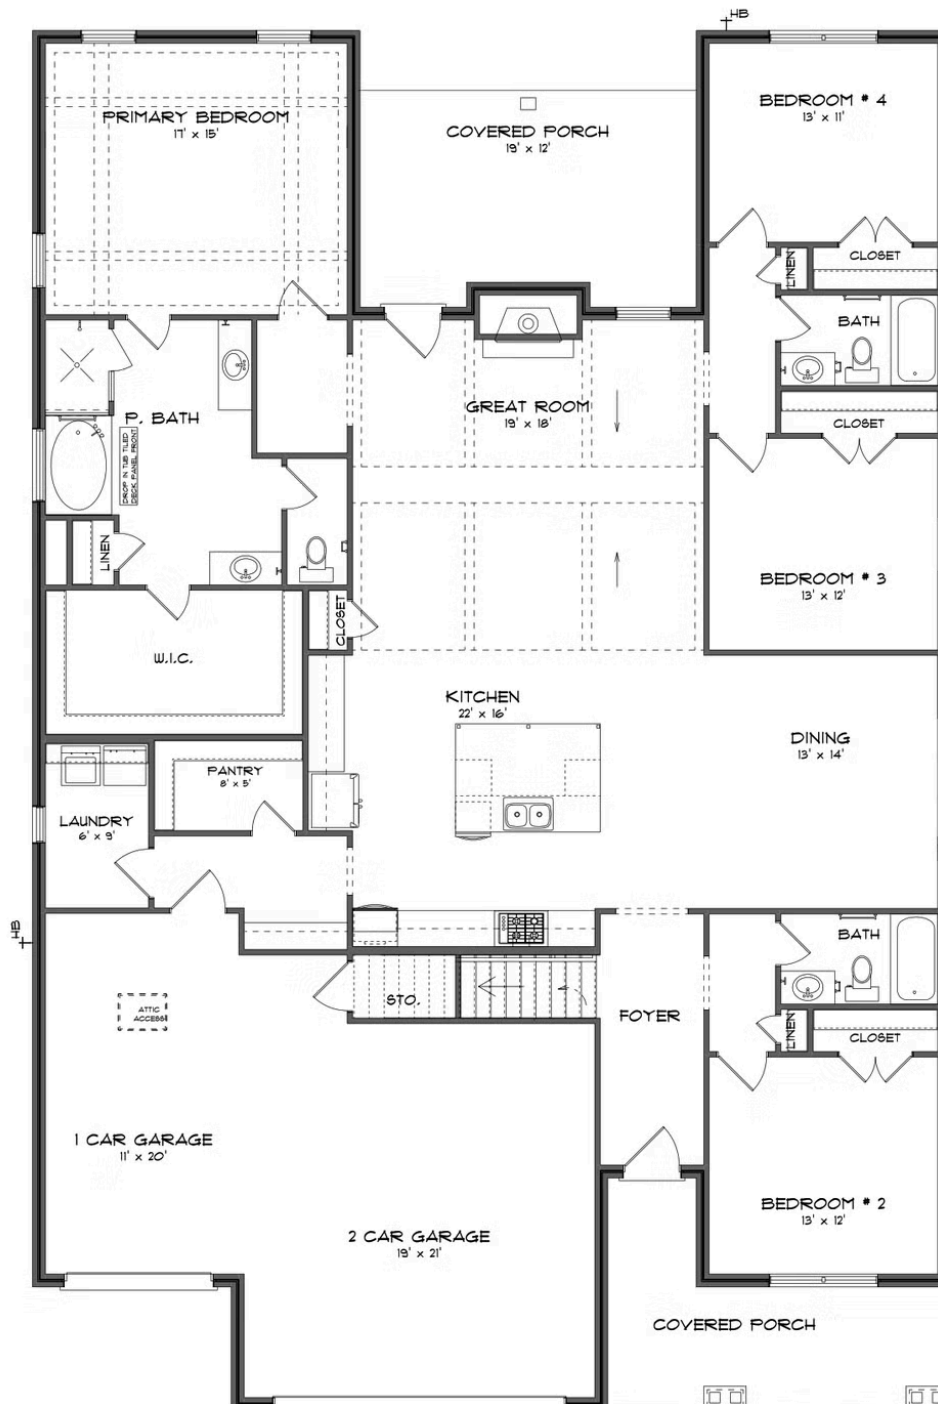 HB
PRIMARY BEDROOM
17' x 15'
COVERED PORCH
19' x 12'
BEDROOM # 4
13' x 11'
LINEN
CLOSET
BATH
GREAT ROOM
19' x 18'
CLOSET
P. BATH
DROP IN TUB TILED
DECK, PANEL FRONT
LINEN
BEDROOM # 3
13' x 12'
CLOSET
W.I.C.
KITCHEN
22' x 16'
DINING
13' x 14'
PANTRY
8' x 5'
LAUNDRY
6' x 9'
HB
BATH
STO.
ATTIC
ACCESS
FOYER
LINEN
CLOSET
1 CAR GARAGE
11' x 20'
BEDROOM # 2
13' x 12'
2 CAR GARAGE
19' x 21'
COVERED PORCH